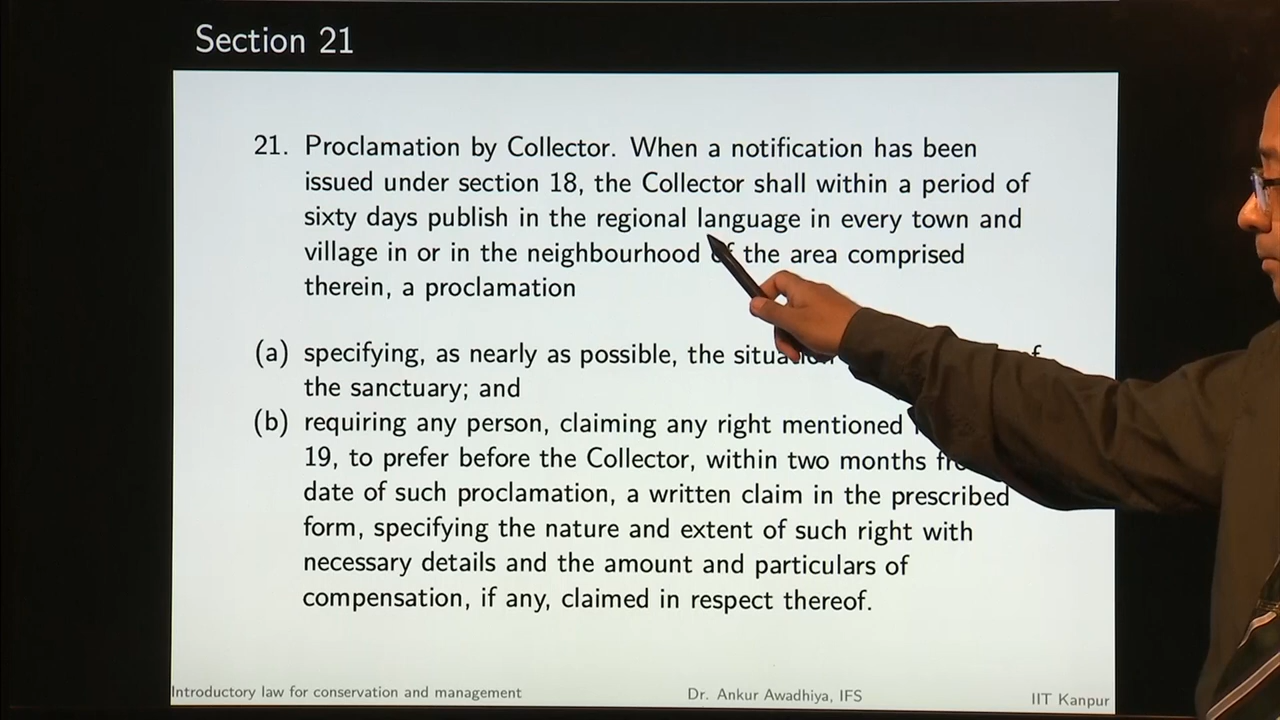 Section 21
21. Proclamation by Collector. When a notification has been
issued under section 18, the Collector shall within a period of
sixty days publish in the regional language in every town and
village in or in the neighbourhood of the area comprised
therein, a proclamation
(a) specifying, as nearly as possible, the situation
the sanctuary; and
(b) requiring any person, claiming any right mentioned
19, to prefer before the Collector, within two months
date of such proclamation, a written claim in the prescribed
form, specifying the nature and extent of such right with
necessary details and the amount and particulars of
compensation, if any, claimed in respect thereof.
Introductory law for conservation and management
Dr. Ankur Awadhiya, IFS
IIT Kanpur